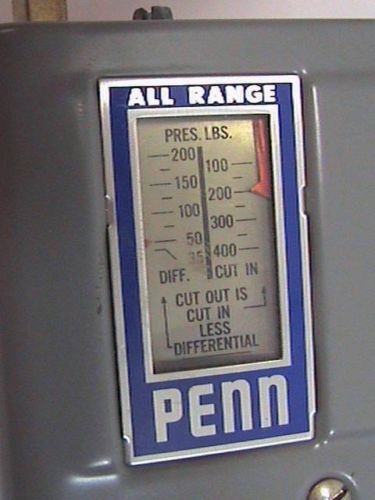 ALL RANGE
PRES. LBS.
200
100
150
200
100
300
50
400
35
DIFF. CUT IN
CUT OUT IS
CUT IN
LESS
DIFFERENTIAL
PENN